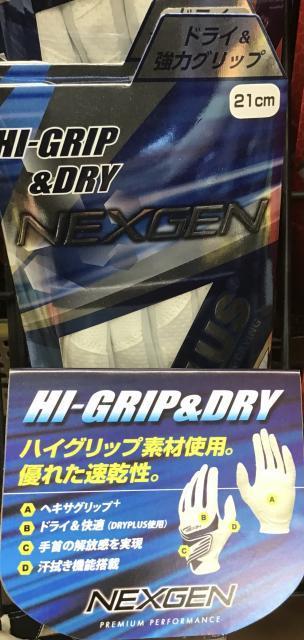 ドライ&
強力グリップ
21cm
HI-GRIP
&DRY
NEXGEN
HI-GRIP&DRY
ハイグリップ素材使用。
優れた速乾性。
A ヘキサグリップ+
B ドライ&快適 (DRYPLUS使用)
C 手首の解放感を実現
D 汗拭き機能搭載
B
A
D
C
NEXGEN
PREMIUM PERFORMANCE